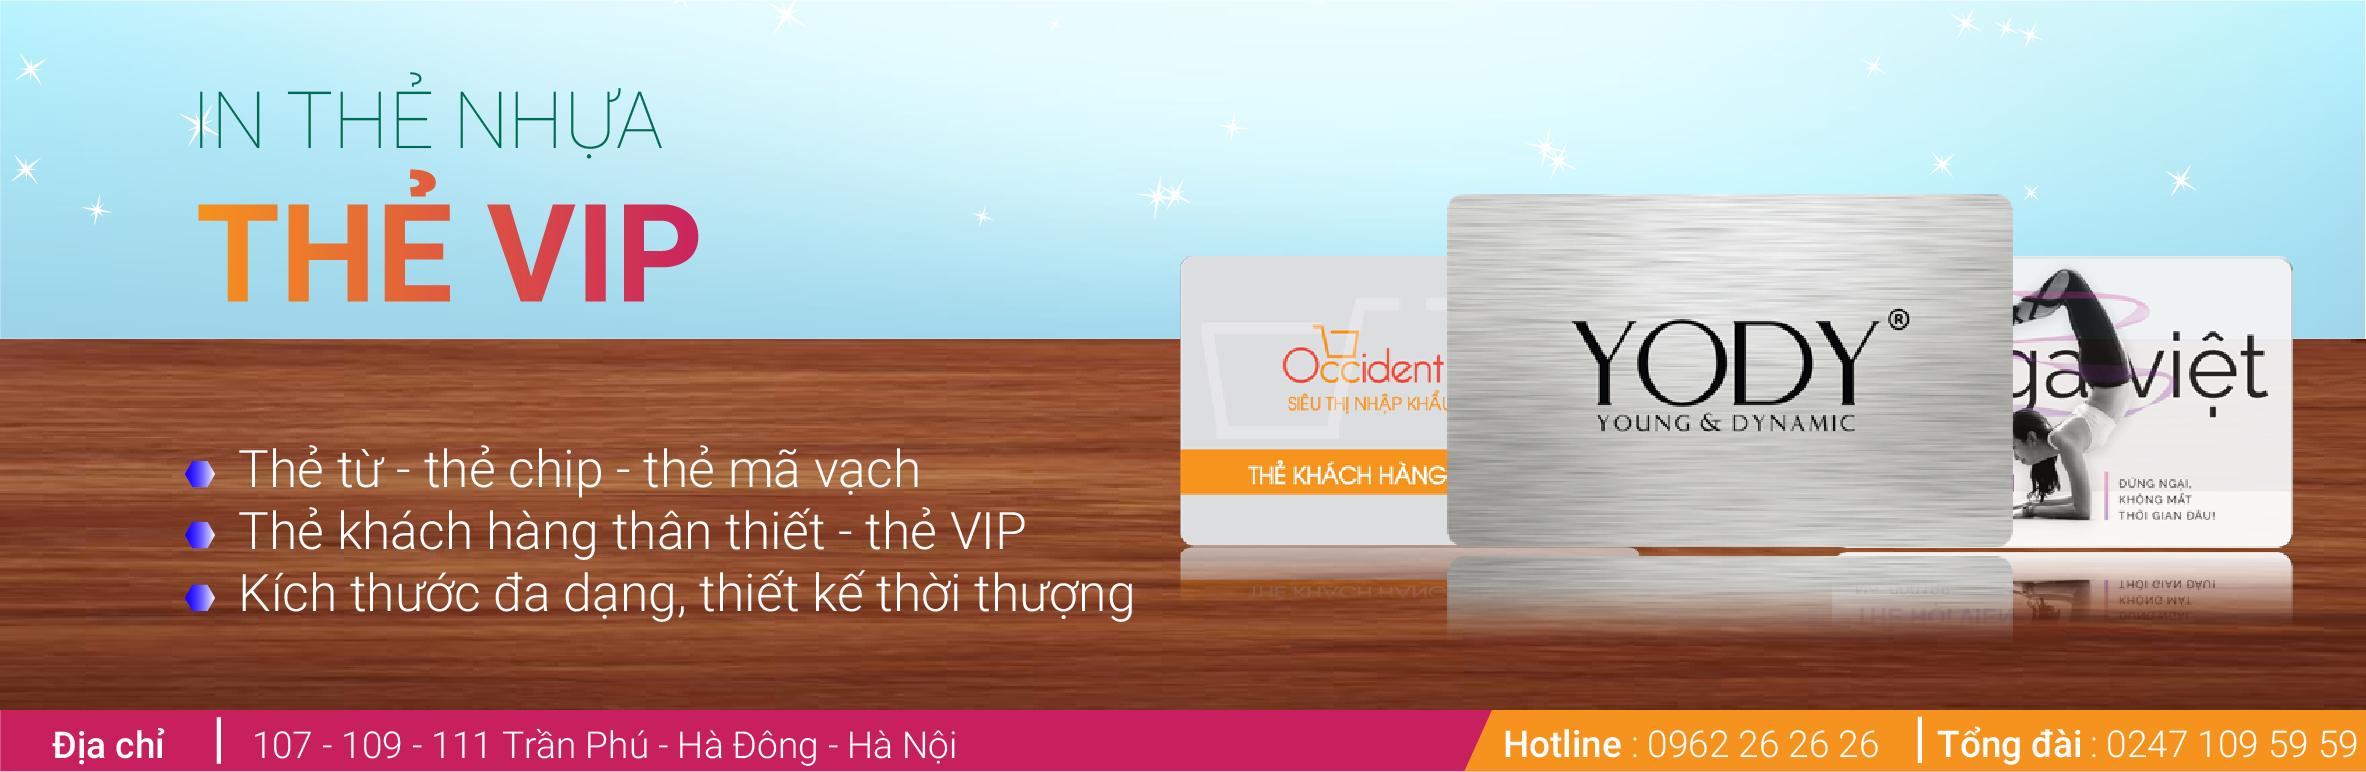 IN THẺ NHỰA
THẺ VIP
Thẻ từ - thẻ chip - thẻ mã vạch
Thẻ khách hàng thân thiết - thẻ VIP
Kích thước đa dạng, thiết kế thời thượng
Occident
SIÊU THỊ NHẬP KHẨU
THẺ KHÁCH HÀNG
YODY®
YOUNG & DYNAMIC
ga việt
ĐỪNG NGẠI,
KHÔNG MẤT
THỜI GIAN ĐÂU!
Địa chỉ | 107 - 109 - 111 Trần Phú - Hà Đông - Hà Nội
Hotline : 0962 26 26 26 | Tổng đài : 0247 109 59 59